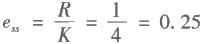 e_ss = R/K = 1/4 = 0.25